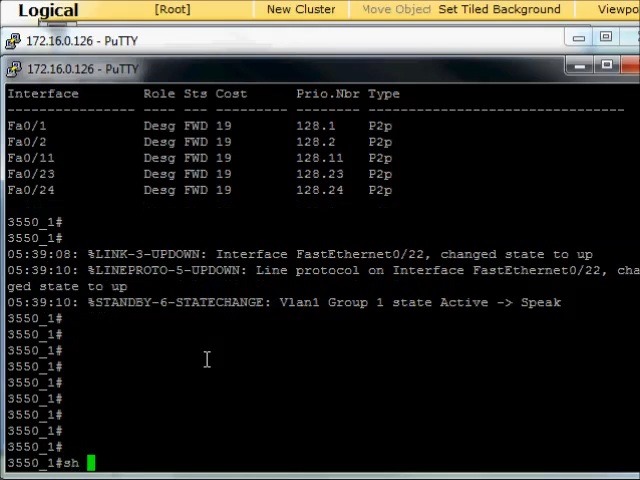 Logical [Root] New Cluster Move Object Set Tiled Background Viewpo
172.16.0.126 - PuTTY
172.16.0.126 - PuTTY
Interface Role Sts Cost Prio.Nbr Type
---------------- ---- --- --------- -------- --------------------------------
Fa0/1 Desg FWD 19 128.1 P2p
Fa0/2 Desg FWD 19 128.2 P2p
Fa0/11 Desg FWD 19 128.11 P2p
Fa0/23 Desg FWD 19 128.23 P2p
Fa0/24 Desg FWD 19 128.24 P2p
3550_1#
3550_1#
05:39:08: %LINK-3-UPDOWN: Interface FastEthernet0/22, changed state to up
05:39:10: %LINEPROTO-5-UPDOWN: Line protocol on Interface FastEthernet0/22, cha
ged state to up
05:39:10: %STANDBY-6-STATECHANGE: Vlan1 Group 1 state Active -> Speak
3550_1#
3550_1#
3550_1#
3550_1#
3550_1#
3550_1#
3550_1#
3550_1#
3550_1#
3550_1#sh